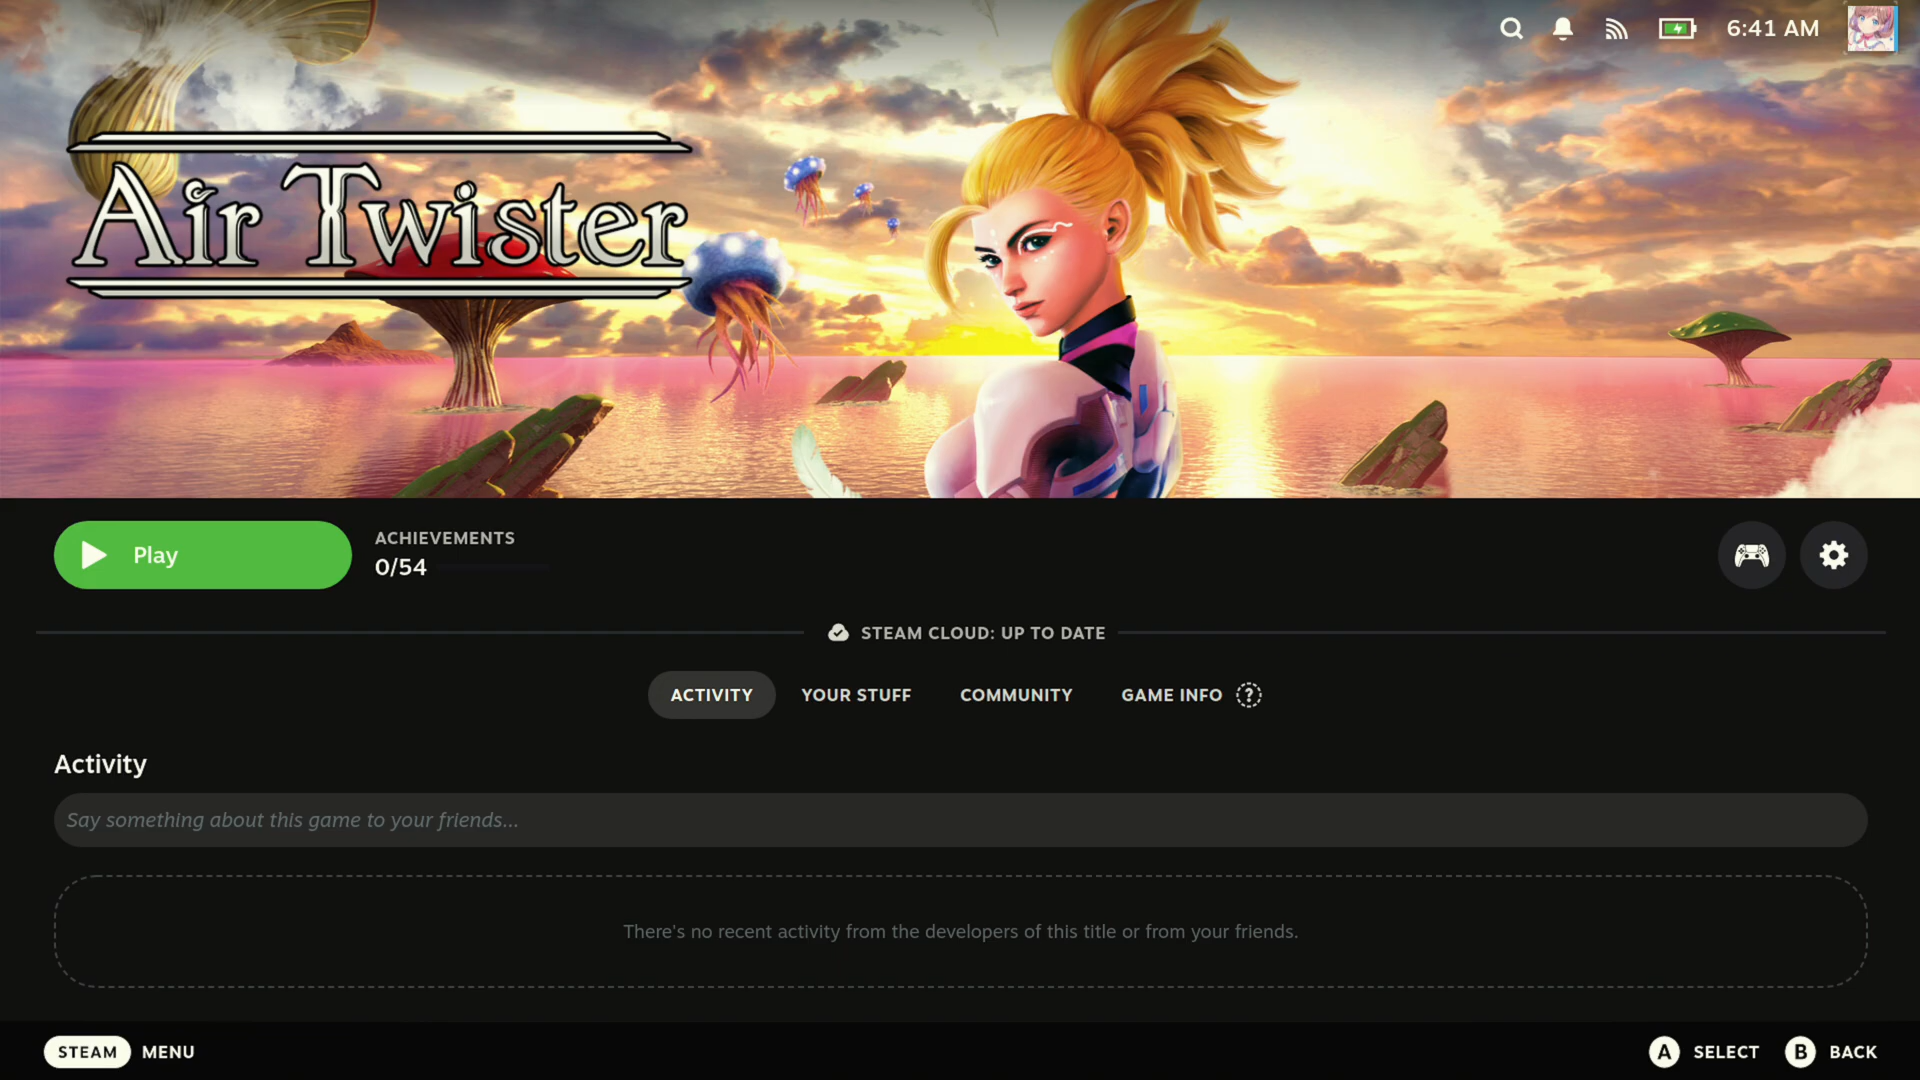 6:41 AM
Air Twister
Play
ACHIEVEMENTS
0/54
STEAM CLOUD: UP TO DATE
ACTIVITY
YOUR STUFF
COMMUNITY
GAME INFO ?
Activity
Say something about this game to your friends...
There's no recent activity from the developers of this title or from your friends.
STEAM MENU
A SELECT B BACK